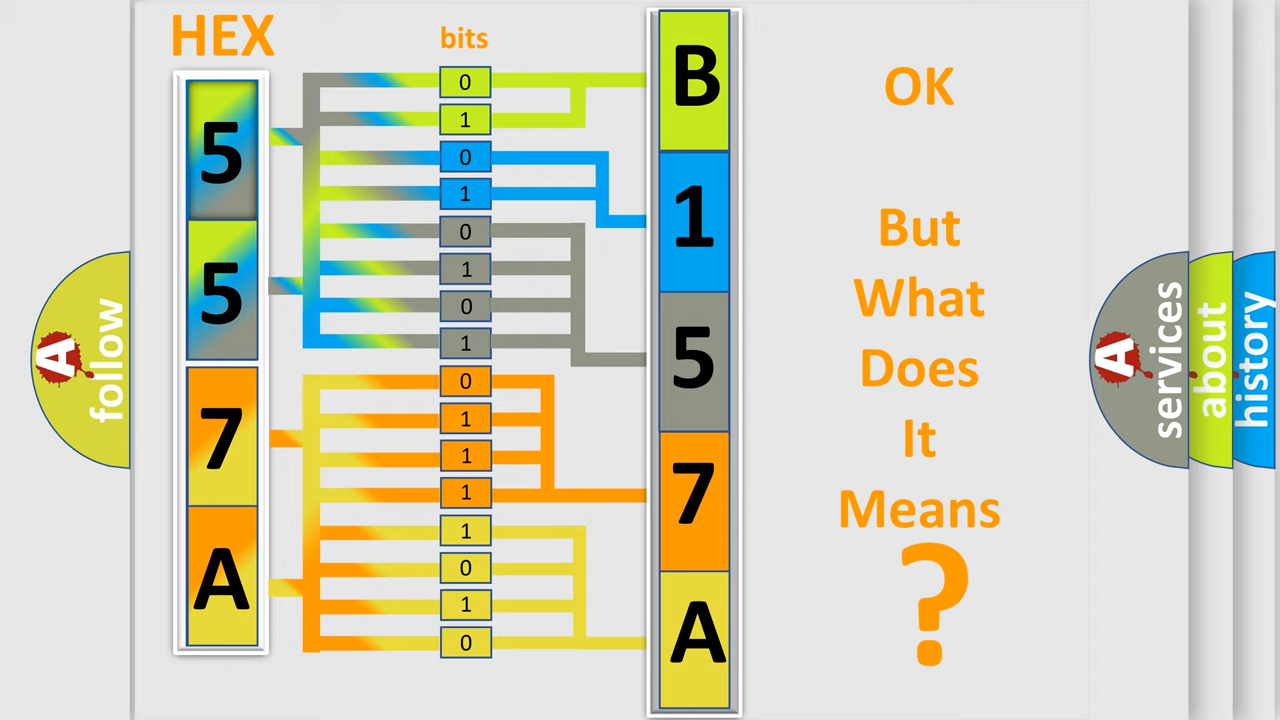 HEX
bits
5
5
7
A
0
1
0
1
0
1
0
1
0
1
1
1
1
0
1
0
B
1
5
7
A
OK
But
What
Does
It
Means
?
A
follow
A
services
about
history